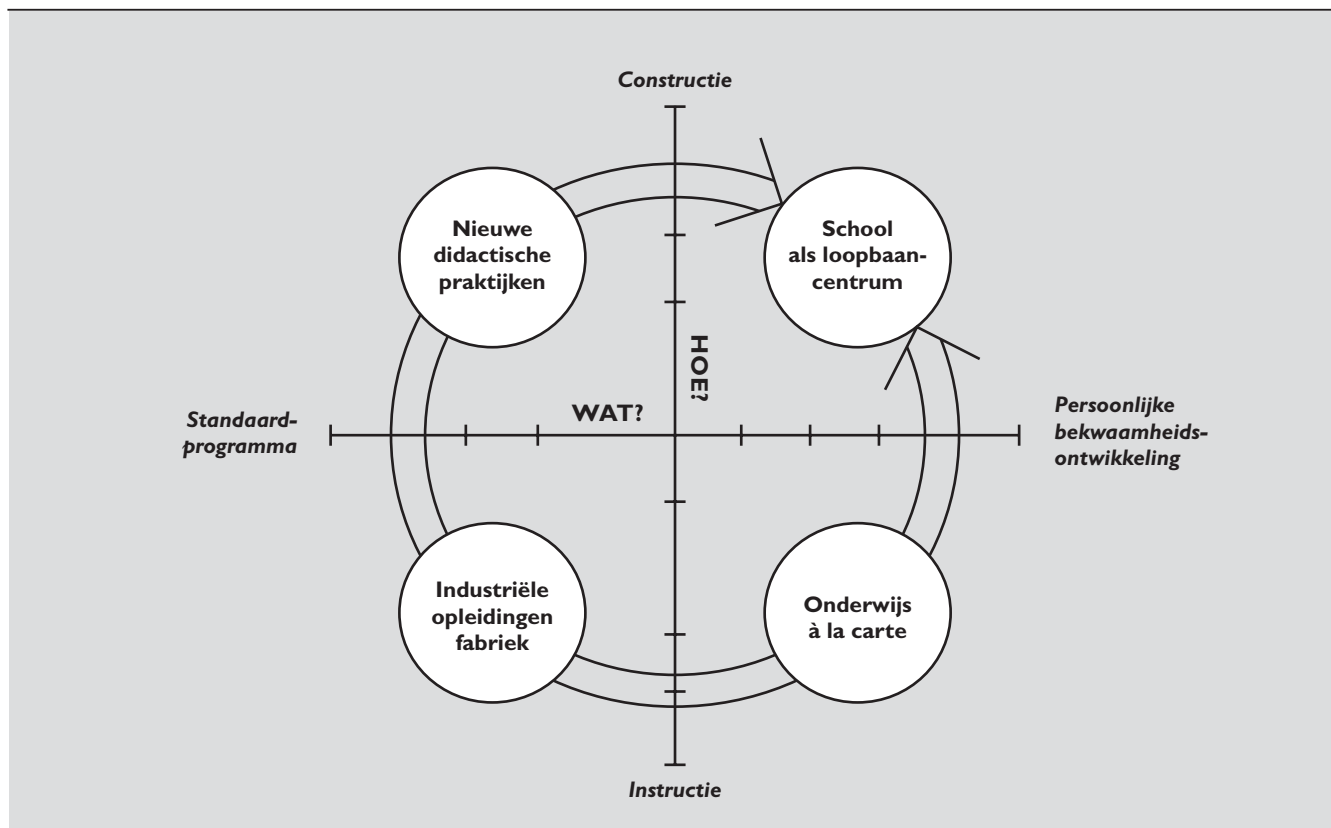 Constructie
Nieuwe
didactische
praktijken
School
als loopbaan-
centrum
HOE?
WAT?
Standaard-
programma
Persoonlijke
bekwaamheids-
ontwikkeling
Industriële
opleidingen
fabriek
Onderwijs
à la carte
Instructie